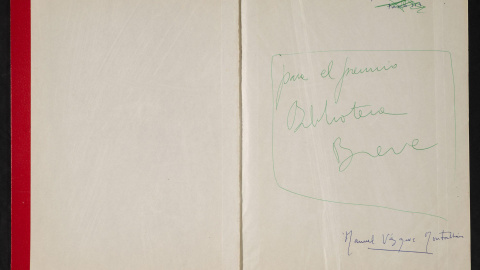 para el premio
Biblioteca
Breve
Manuel Vázquez Montalbán